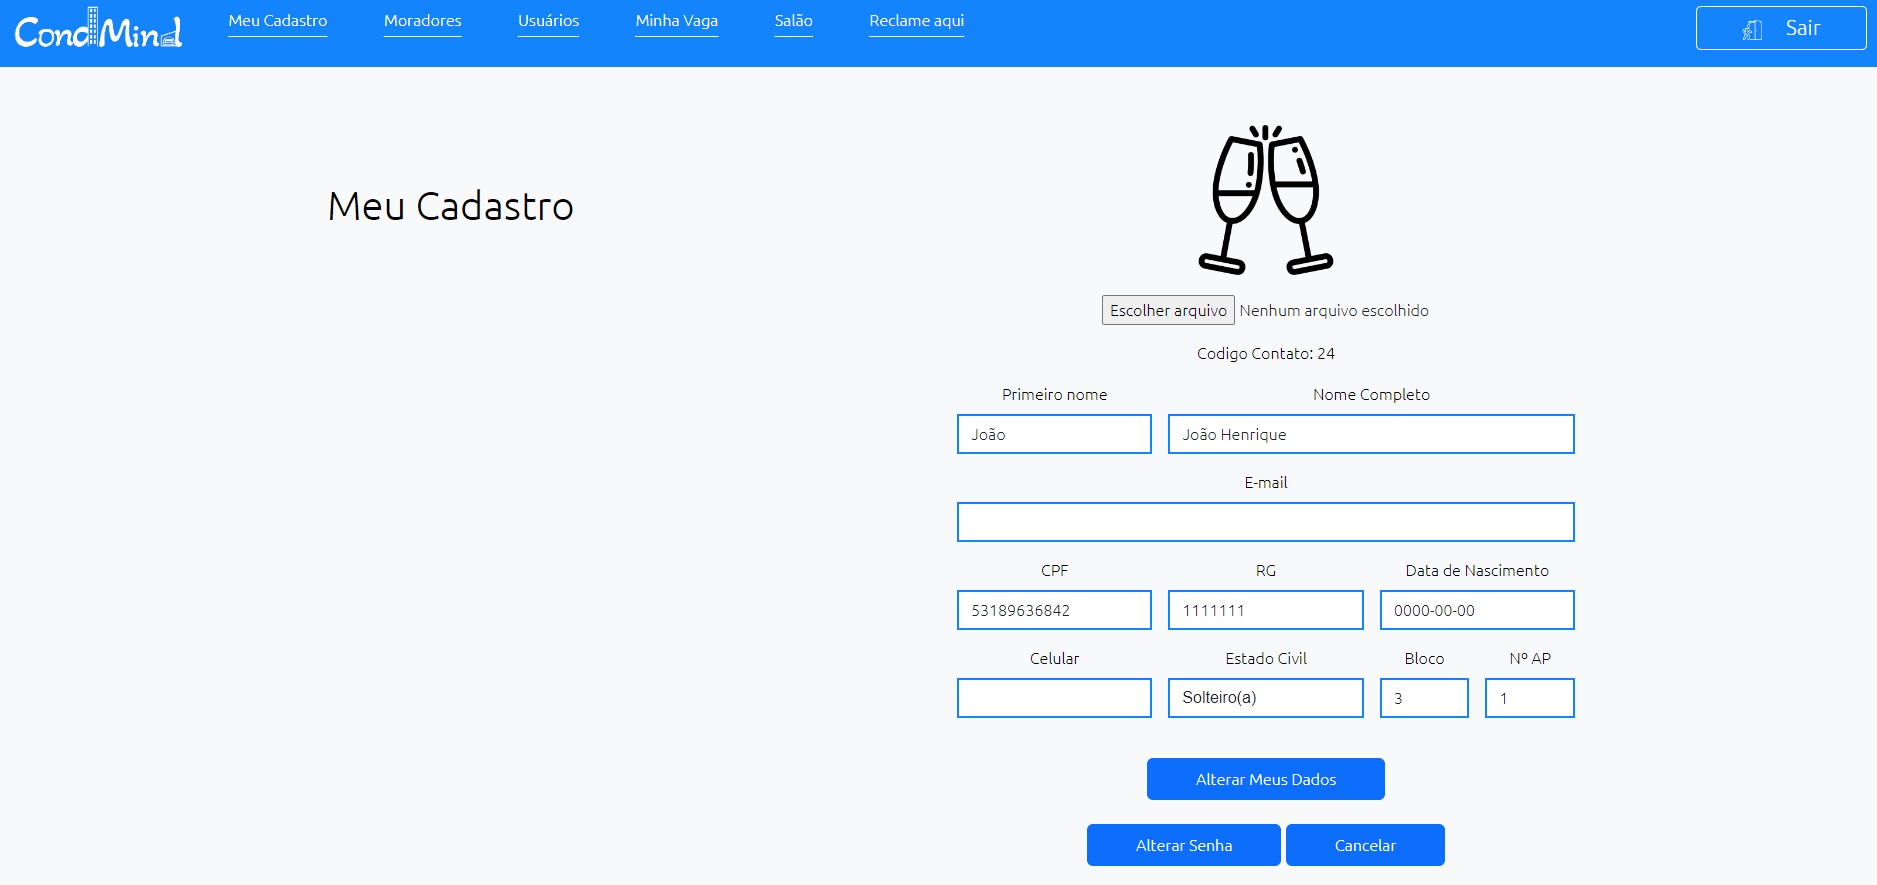 CondMind
Meu Cadastro
Moradores
Usuários
Minha Vaga
Salão
Reclame aqui
Sair
Meu Cadastro
Escolher arquivo Nenhum arquivo escolhido
Codigo Contato: 24
Primeiro nome
Nome Completo
João
João Henrique
E-mail
CPF
RG
Data de Nascimento
53189636842
1111111
0000-00-00
Celular
Estado Civil
Bloco
Nº AP
Solteiro(a)
3
1
Alterar Meus Dados
Alterar Senha
Cancelar